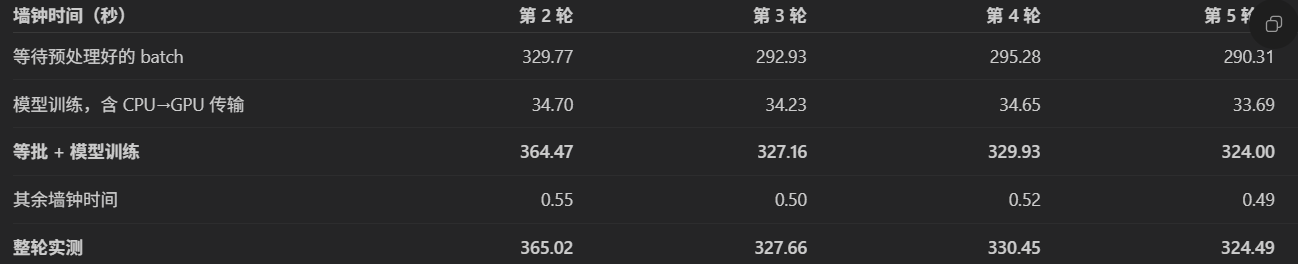 墙钟时间（秒） 第 2 轮 第 3 轮 第 4 轮 第 5
等待预处理好的 batch 329.77 292.93 295.28 290.31
模型训练，含 CPU→GPU 传输 34.70 34.23 34.65 33.69
等批 + 模型训练 364.47 327.16 329.93 324.00
其余墙钟时间 0.55 0.50 0.52 0.49
整轮实测 365.02 327.66 330.45 324.49